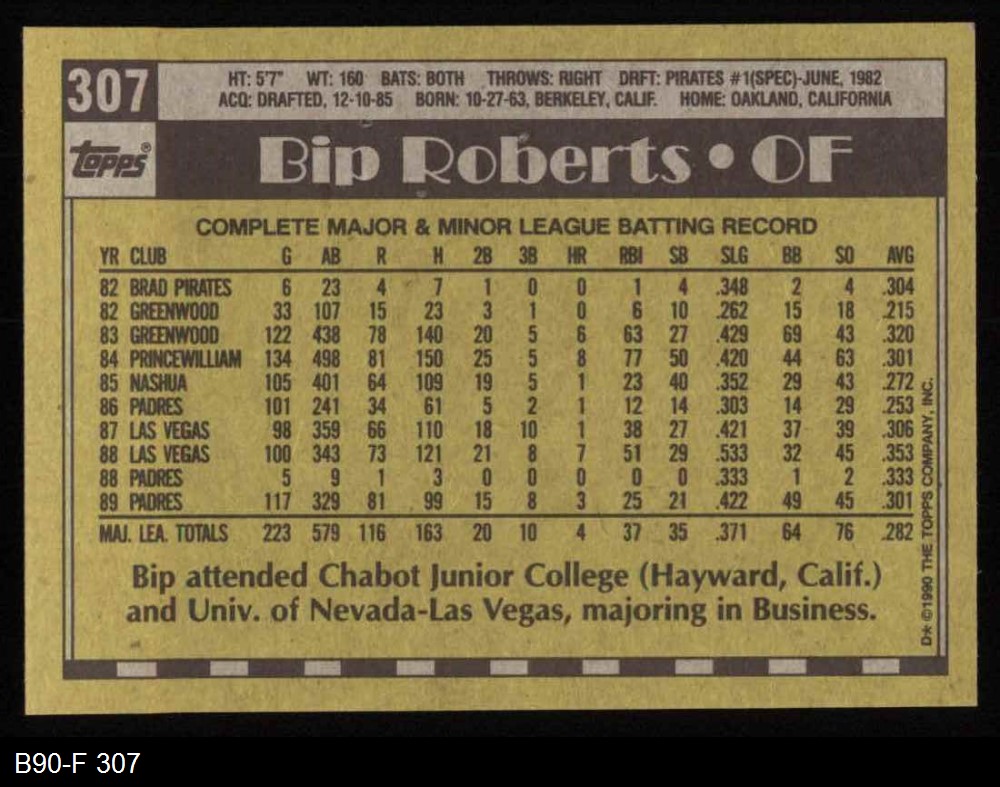 307
HT: 5'7" WT: 160 BATS: BOTH THROWS: RIGHT DRFT: PIRATES #1(SPEC)-JUNE, 1982
ACQ: DRAFTED, 12-10-85 BORN: 10-27-63, BERKELEY, CALIF. HOME: OAKLAND, CALIFORNIA
Topps®
Bip Roberts • OF
COMPLETE MAJOR & MINOR LEAGUE BATTING RECORD
YR CLUB G AB R H 2B 3B HR RBI SB SLG BB SO AVG
82 BRAD PIRATES 6 23 4 7 1 0 0 1 4 .348 2 4 .304
82 GREENWOOD 33 107 15 23 3 1 0 6 10 .262 15 18 .215
83 GREENWOOD 122 438 78 140 20 5 6 63 27 .429 69 43 .320
84 PRINCEWILLIAM 134 498 81 150 25 5 8 77 50 .420 44 63 .301
85 NASHUA 105 401 64 109 19 5 1 23 40 .352 29 43 .272
86 PADRES 101 241 34 61 5 2 1 12 14 .303 14 29 .253
87 LAS VEGAS 98 359 66 110 18 10 1 38 27 .421 37 39 .306
88 LAS VEGAS 100 343 73 121 21 8 7 51 29 .533 32 45 .353
88 PADRES 5 9 1 3 0 0 0 0 0 .333 1 2 .333
89 PADRES 117 329 81 99 15 8 3 25 21 .422 49 45 .301
MAJ. LEA. TOTALS 223 579 116 163 20 10 4 37 35 .371 64 76 .282
Bip attended Chabot Junior College (Hayward, Calif.)
and Univ. of Nevada-Las Vegas, majoring in Business.
D* ©1990 THE TOPPS COMPANY, INC.
B90-F 307